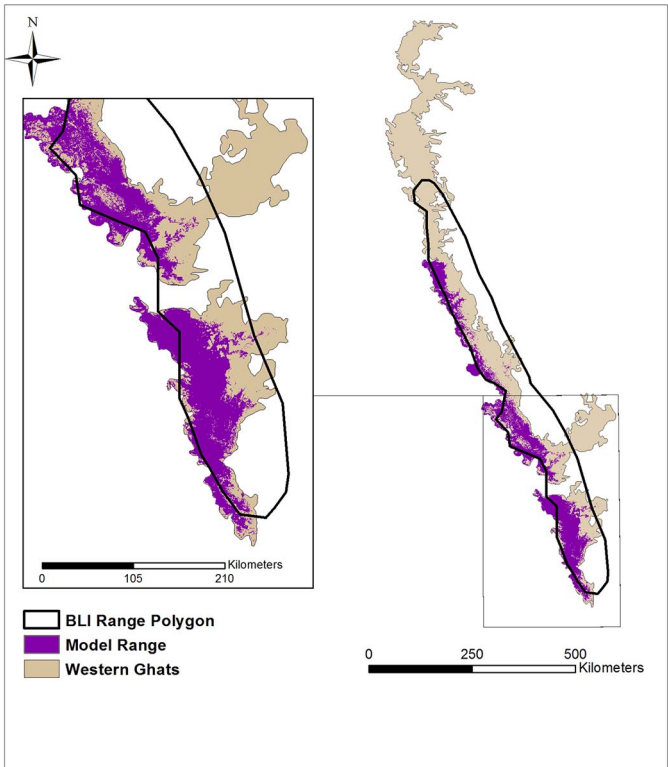 N
Kilometers
0 105 210
BLI Range Polygon
Model Range
Western Ghats
0 250 500
Kilometers